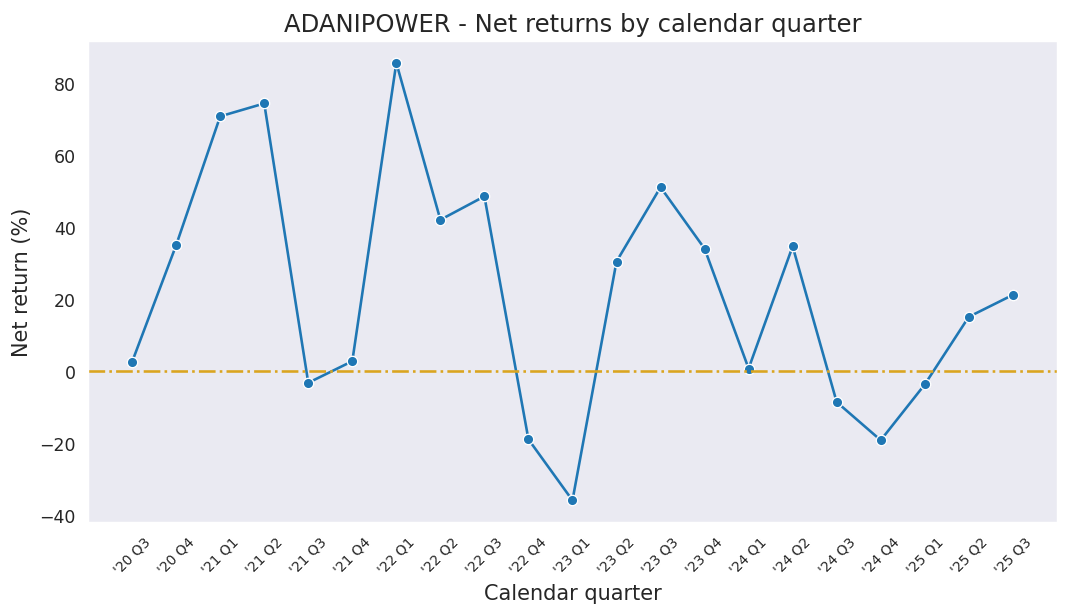 ADANIPOWER - Net returns by calendar quarter
Net return (%)
80
60
40
20
0
−20
−40
'20 Q3
'20 Q4
'21 Q1
'21 Q2
'21 Q3
'21 Q4
'22 Q1
'22 Q2
'22 Q3
'22 Q4
'23 Q1
'23 Q2
'23 Q3
'23 Q4
'24 Q1
'24 Q2
'24 Q3
'24 Q4
'25 Q1
'25 Q2
'25 Q3
Calendar quarter